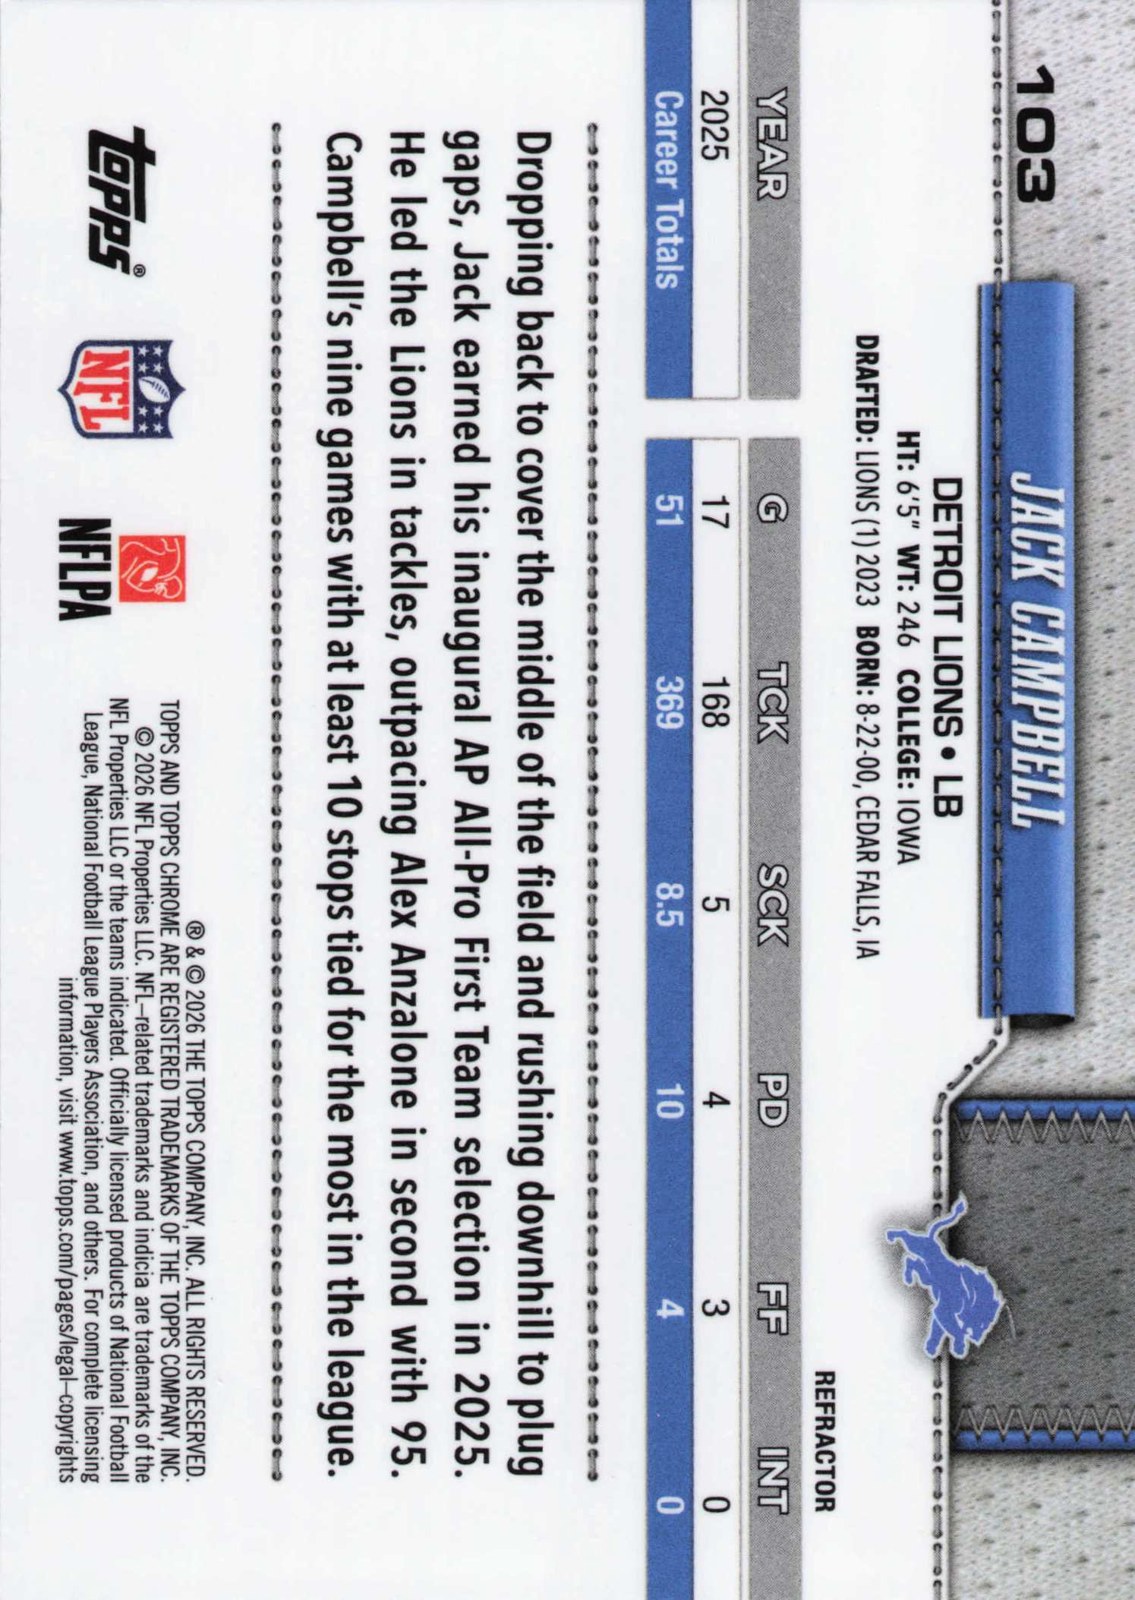 103
JACK CAMPBELL
DETROIT LIONS • LB
HT: 6'5" WT: 246 COLLEGE: IOWA
DRAFTED: LIONS (1) 2023 BORN: 8-22-00, CEDAR FALLS, IA
REFRACTOR
YEAR G TCK SCK PD FF INT
2025 17 168 5 4 3 0
Career Totals 51 369 8.5 10 4 0
Dropping back to cover the middle of the field and rushing downhill to plug
gaps, Jack earned his inaugural AP All-Pro First Team selection in 2025.
He led the Lions in tackles, outpacing Alex Anzalone in second with 95.
Campbell's nine games with at least 10 stops tied for the most in the league.
topps®
NFL
NFLPA
® & © 2026 THE TOPPS COMPANY, INC. ALL RIGHTS RESERVED.
TOPPS AND TOPPS CHROME ARE REGISTERED TRADEMARKS OF THE TOPPS COMPANY, INC.
© 2026 NFL Properties LLC. NFL-related trademarks and indicia are trademarks of the
NFL Properties LLC or the teams indicated. Officially licensed products of National Football
League, National Football League Players Association, and others. For complete licensing
information, visit www.topps.com/pages/legal-copyrights